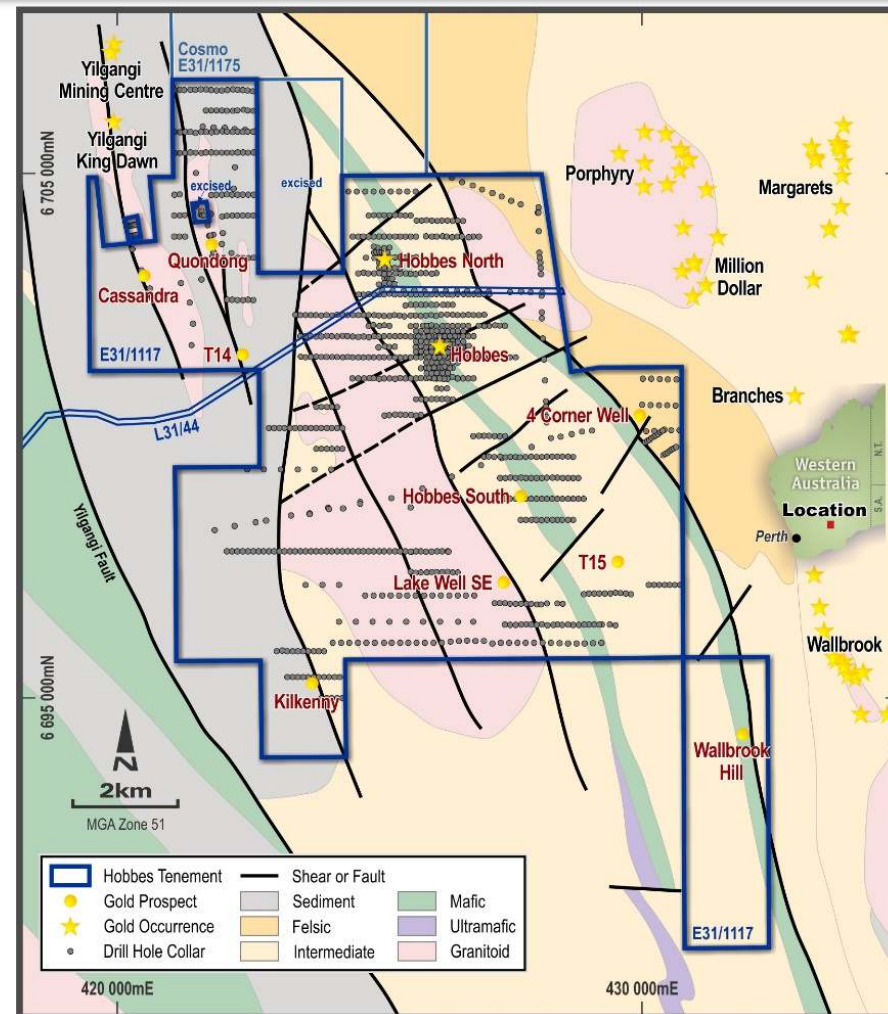 Cosmo
E31/1175
Yilgangi
Mining Centre
Yilgangi
King Dawn
6 705 000mN
excised
excised
Porphyry
Margarets
Quondong
Hobbes North
Cassandra
Million
Dollar
E31/1117
T14
Hobbes
L31/44
4 Corner Well
Branches
Western
Australia
N.T.
S.A.
Location
Perth
Hobbes South
Yilgangi Fault
Lake Well SE
T15
Wallbrook
6 695 000mN
Kilkenny
Wallbrook
Hill
N
2km
MGA Zone 51
Hobbes Tenement
Shear or Fault
Gold Prospect
Sediment
Mafic
Gold Occurrence
Felsic
Ultramafic
Drill Hole Collar
Intermediate
Granitoid
E31/1117
420 000mE
430 000mE